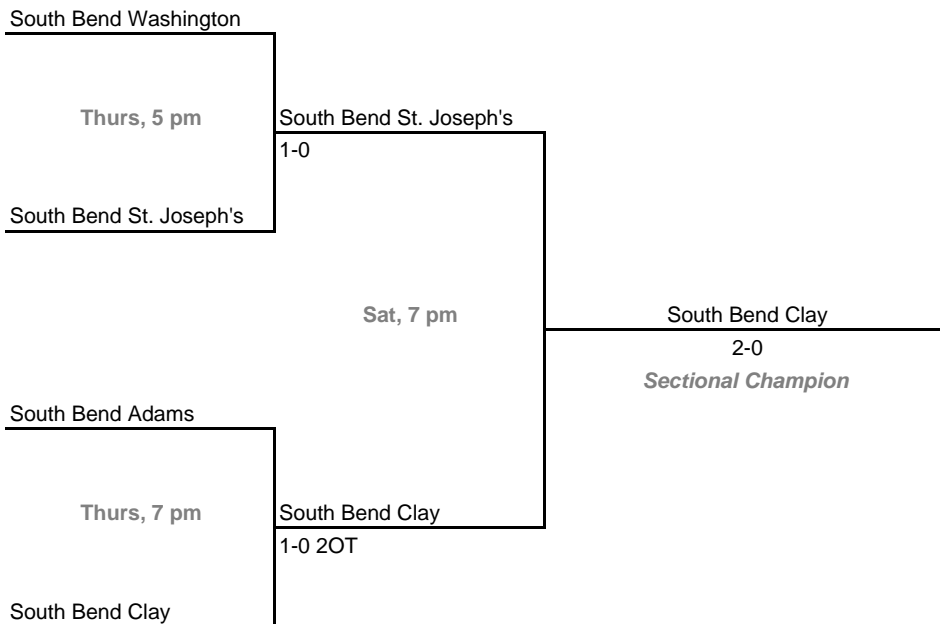 South Bend Washington
Thurs, 5 pm
South Bend St. Joseph's
1-0
South Bend St. Joseph's
Sat, 7 pm
South Bend Clay
2-0
Sectional Champion
South Bend Adams
Thurs, 7 pm
South Bend Clay
1-0 2OT
South Bend Clay